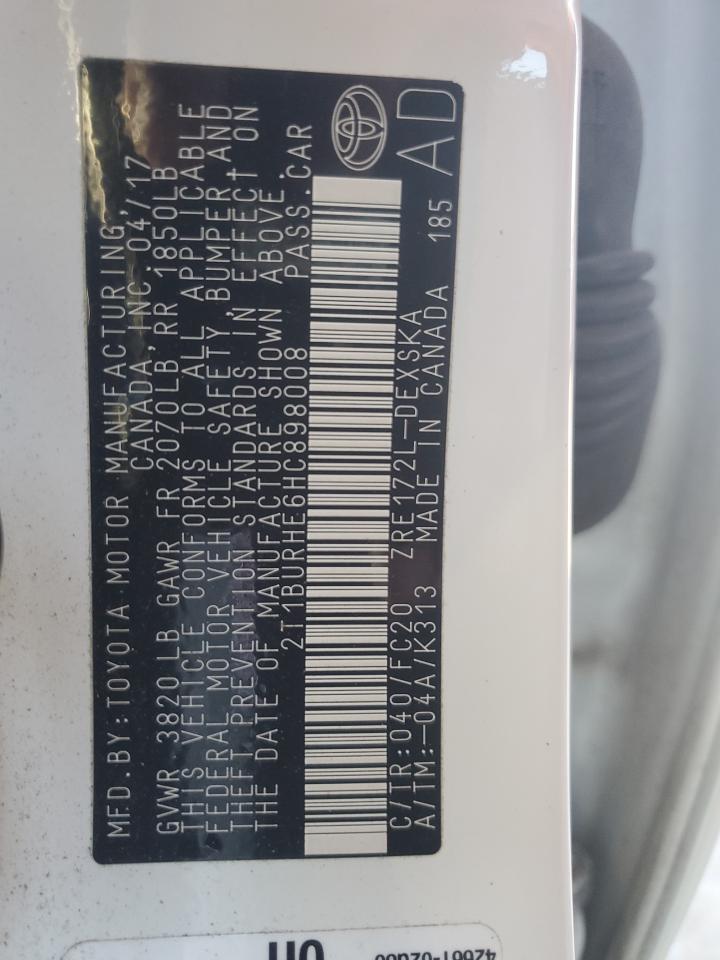 MFD.BY:TOYOTA MOTOR MANUFACTURING,
CANADA, INC. 04/17
GVWR 3820LB GAWR FR 2070LB, RR 1850LB
THIS VEHICLE CONFORMS TO ALL APPLICABLE
FEDERAL MOTOR VEHICLE SAFETY, BUMPER, AND
THEFT PREVENTION STANDARDS IN EFFECT ON
THE DATE OF MANUFACTURE SHOWN ABOVE.
2T1BURHE6HC898008 PASS.CAR
C/TR:040/FC20 ZRE172L-DEXSKA
A/TM:-04A/K313 MADE IN CANADA 185 AD